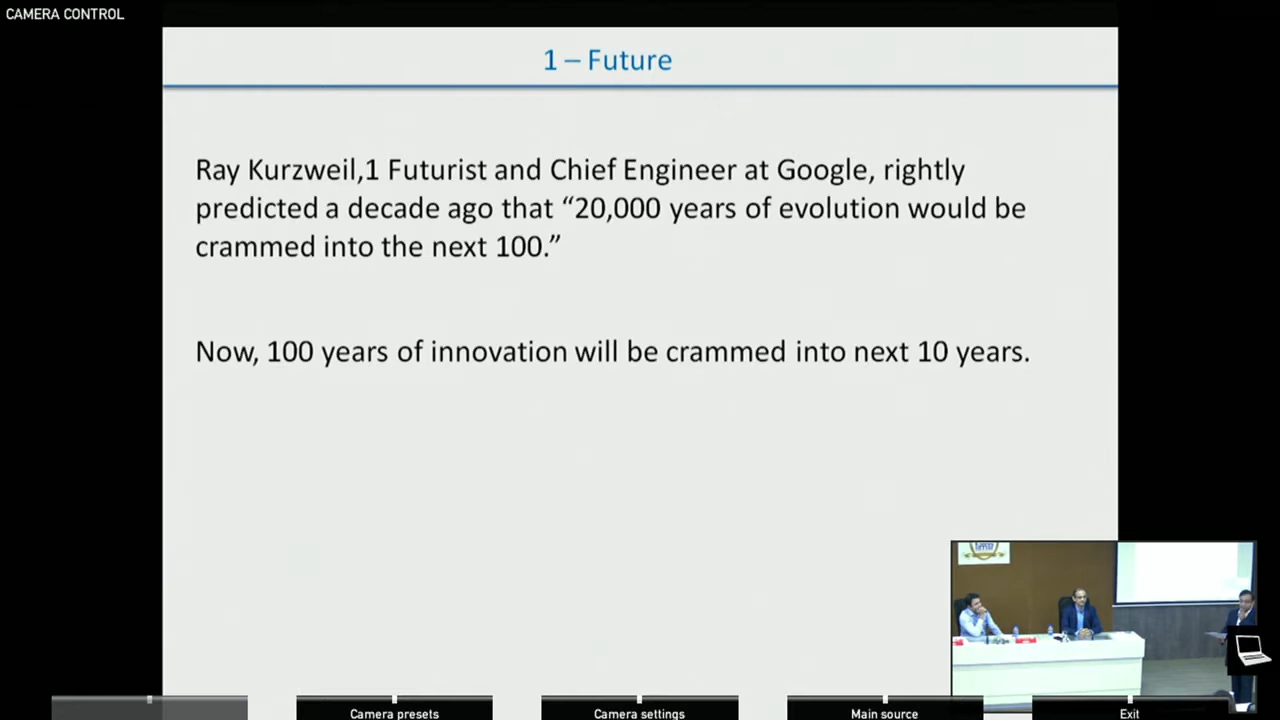 CAMERA CONTROL
1 – Future
Ray Kurzweil,1 Futurist and Chief Engineer at Google, rightly
predicted a decade ago that “20,000 years of evolution would be
crammed into the next 100.”
Now, 100 years of innovation will be crammed into next 10 years.
Camera presets
Camera settings
Main source
Exit